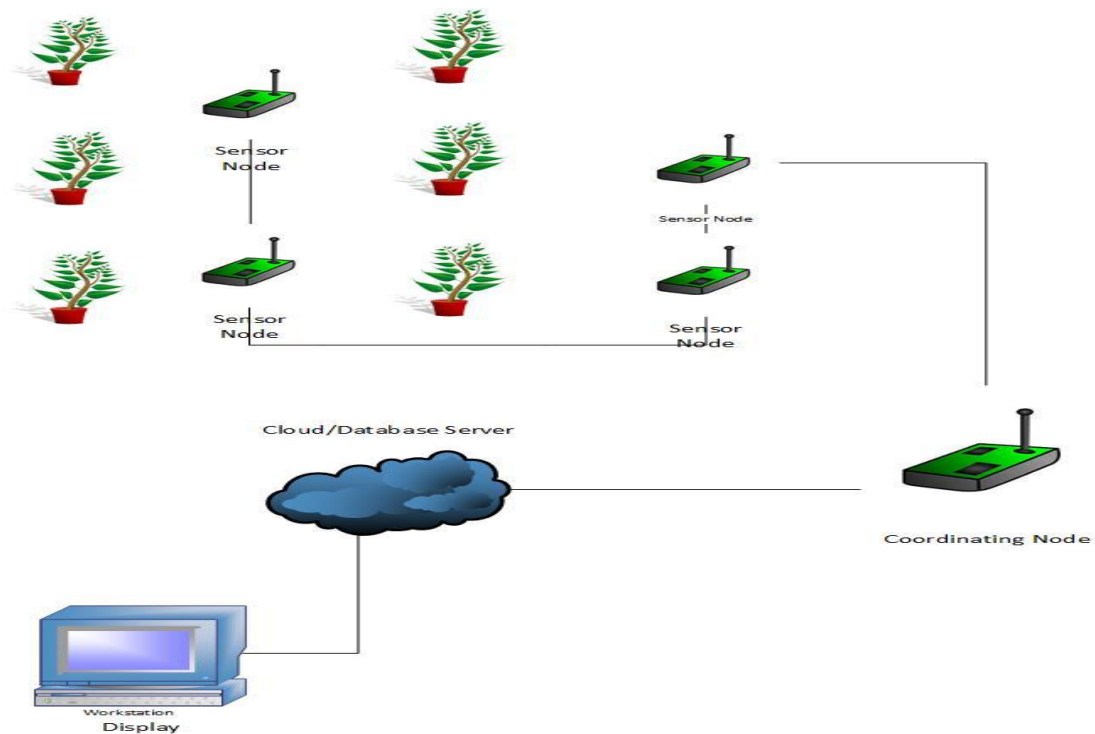 Sensor
Node
Sensor Node
Sensor
Node
Sensor
Node
Cloud/Database Server
Coordinating Node
Workstation
Display